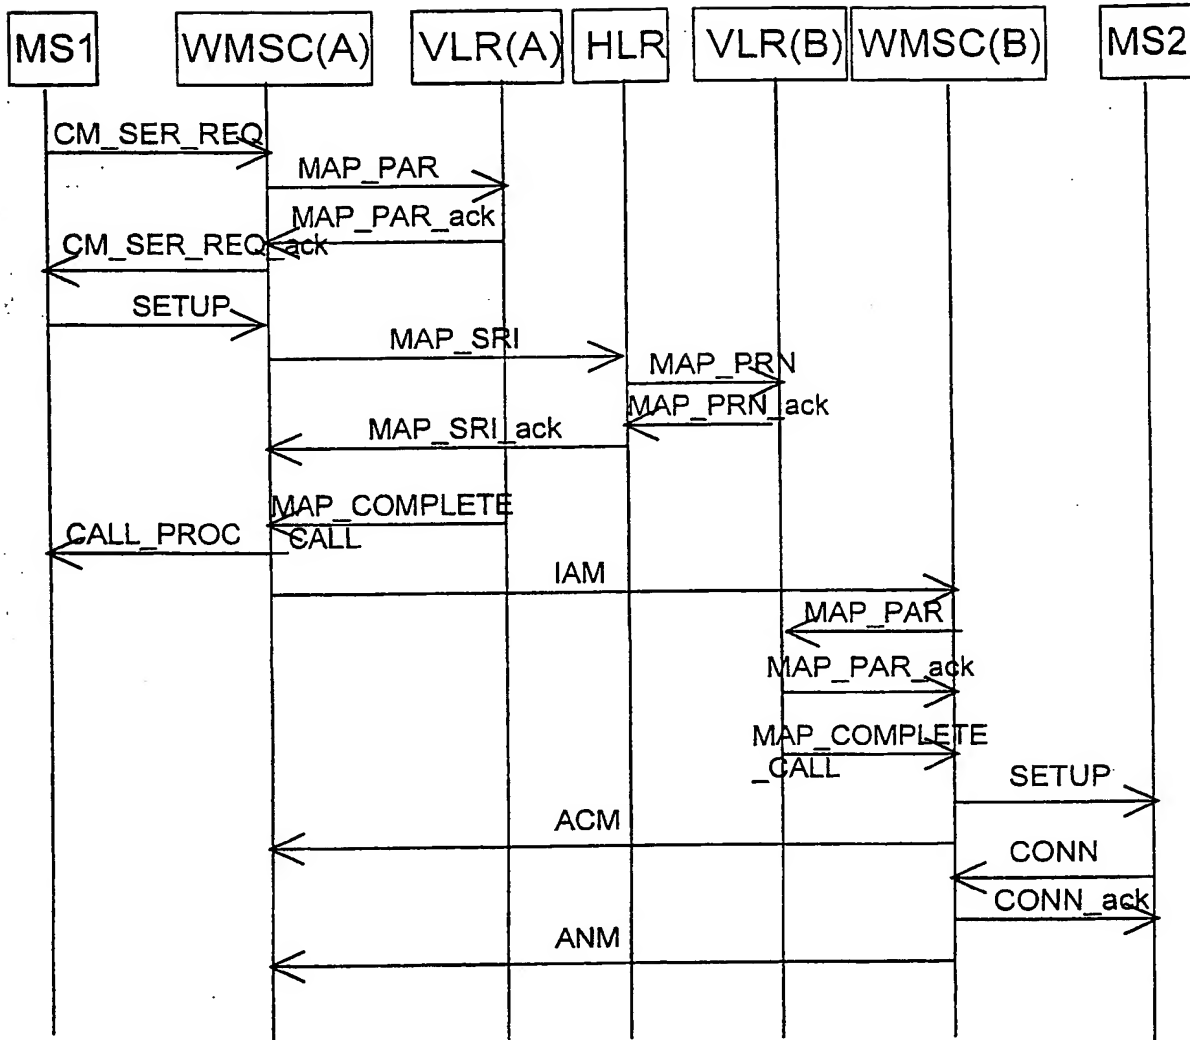 MS1
WMSC(A)
VLR(A)
HLR
VLR(B)
WMSC(B)
MS2
CM_SER_REQ
MAP_PAR
MAP_PAR_ack
CM_SER_REQ_ack
SETUP
MAP_SRI
MAP_PRN
MAP_PRN_ack
MAP_SRI_ack
MAP_COMPLETE
CALL
CALL_PROC
IAM
MAP_PAR
MAP_PAR_ack
MAP_COMPLETE
_CALL
SETUP
ACM
CONN
CONN_ack
ANM